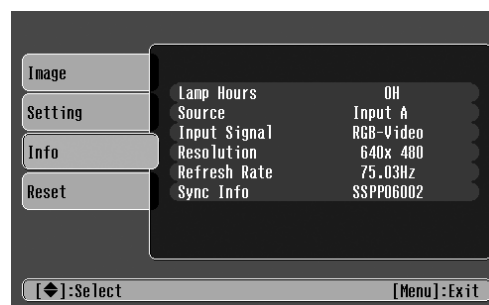 Image
Setting
Info
Reset
Lamp Hours 0H
Source Input A
Input Signal RGB-Video
Resolution 640x 480
Refresh Rate 75.03Hz
Sync Info SSPP06002
[◆]:Select [Menu]:Exit